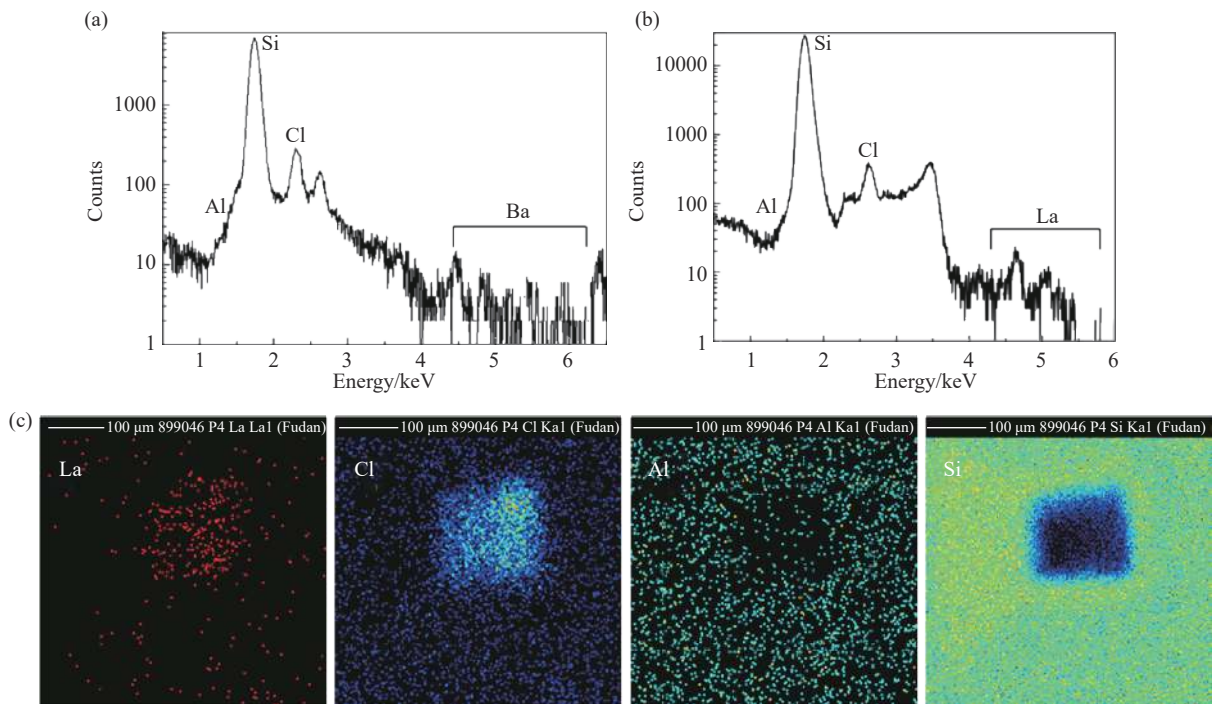 (a)
Counts
1000
100
10
1
Si
Cl
Al
Ba
1 2 3 4 5 6
Energy/keV
(b)
Counts
10000
1000
100
10
1
Si
Cl
Al
La
1 2 3 4 5 6
Energy/keV
(c)
100 μm 899046 P4 La La1 (Fudan)
La
100 μm 899046 P4 Cl Ka1 (Fudan)
Cl
100 μm 899046 P4 Al Ka1 (Fudan)
Al
100 μm 899046 P4 Si Ka1 (Fudan)
Si